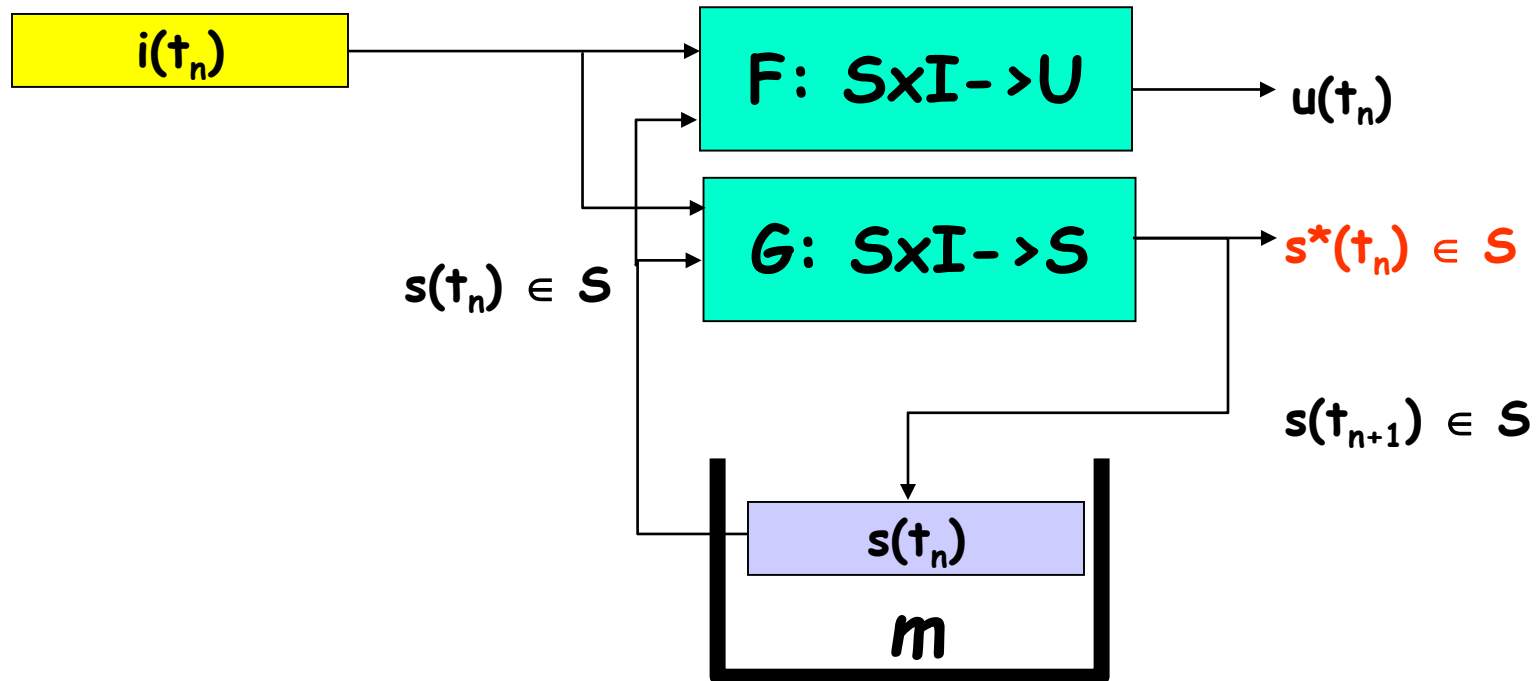 i(tₙ)
F: SxI->U
u(tₙ)
G: SxI->S
s*(tₙ) ∈ S
s(tₙ) ∈ S
s(tₙ₊₁) ∈ S
s(tₙ)
m